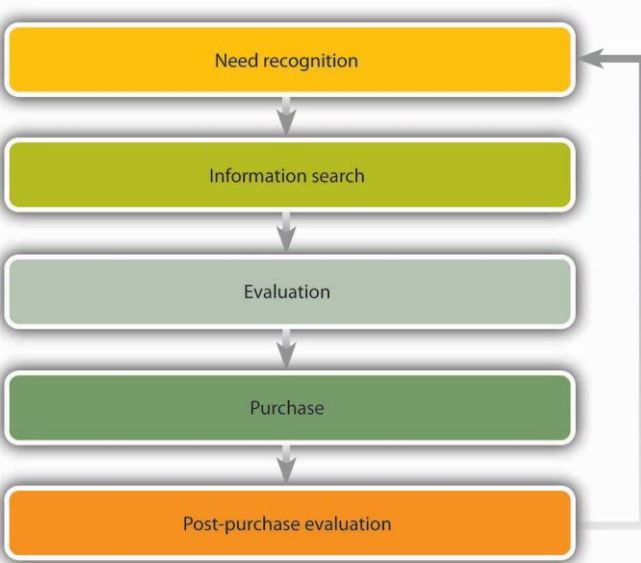 Need recognition
Information search
Evaluation
Purchase
Post-purchase evaluation